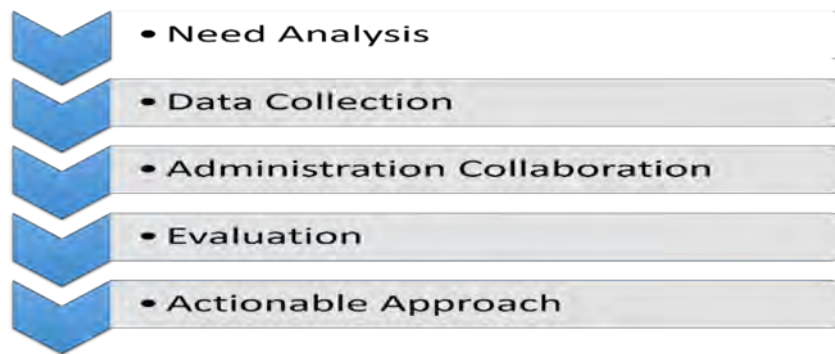 • Need Analysis
• Data Collection
• Administration Collaboration
• Evaluation
• Actionable Approach